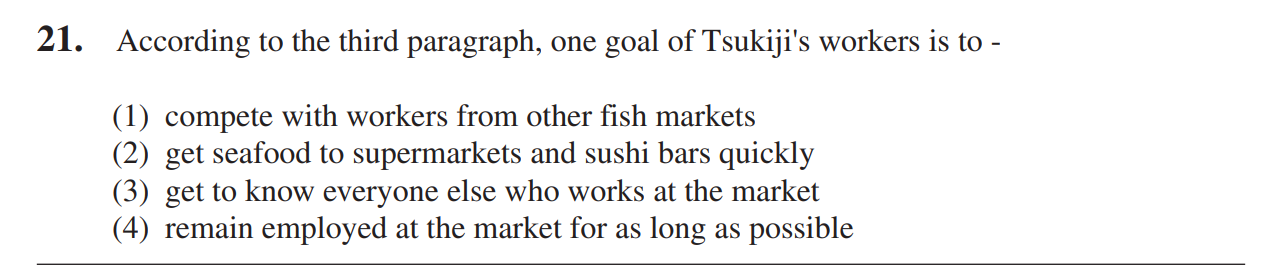 21. According to the third paragraph, one goal of Tsukiji's workers is to -
(1) compete with workers from other fish markets
(2) get seafood to supermarkets and sushi bars quickly
(3) get to know everyone else who works at the market
(4) remain employed at the market for as long as possible